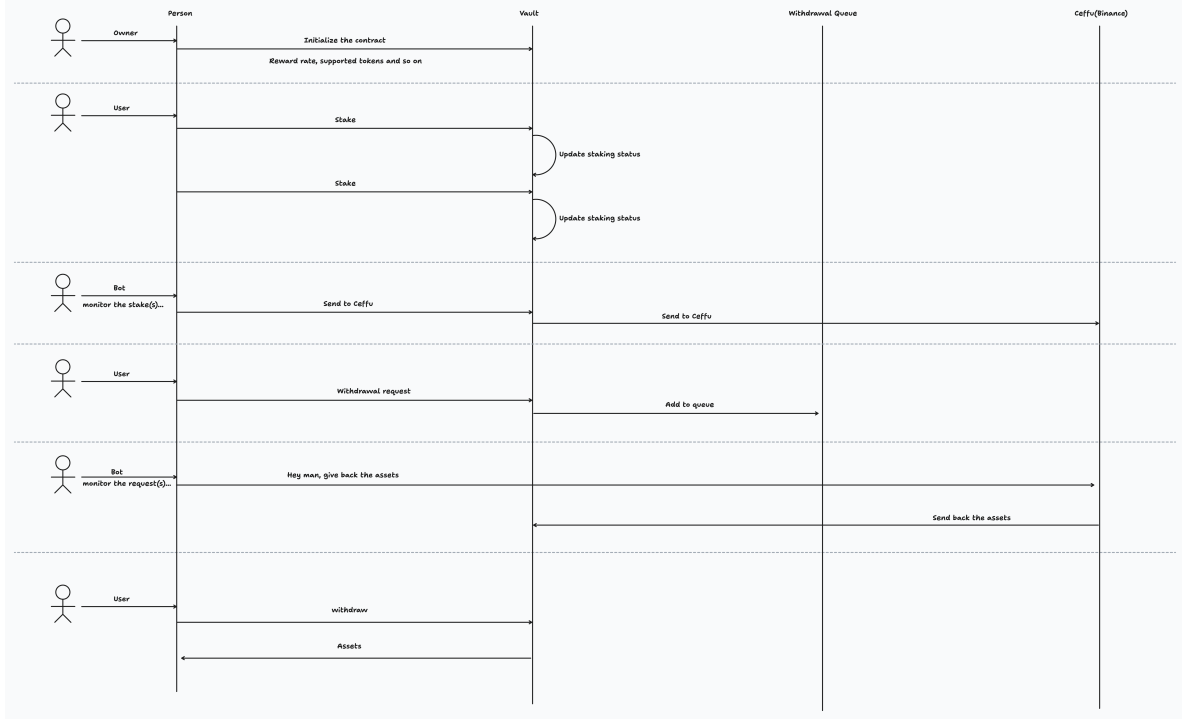 Person
Vault
Withdrawal Queue
Ceffu(Binance)
Owner
Initialize the contract
Reward rate, supported tokens and so on
User
Stake
Update staking status
Stake
Update staking status
Bot
monitor the stake(s)...
Send to Ceffu
Send to Ceffu
User
Withdrawal request
Add to queue
Bot
monitor the request(s)...
Hey man, give back the assets
Send back the assets
User
withdraw
Assets